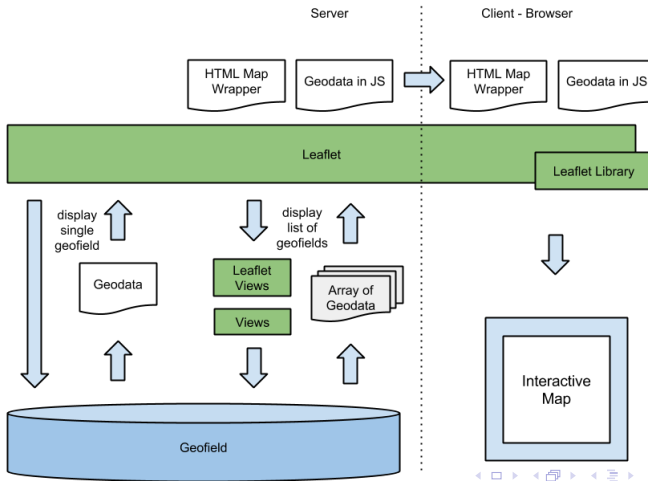 Server
Client - Browser
HTML Map
Wrapper
Geodata in JS
HTML Map
Wrapper
Geodata in JS
Leaflet
Leaflet Library
display
single
geofield
display
list of
geofields
Geodata
Leaflet
Views
Views
Array of
Geodata
Interactive
Map
Geofield